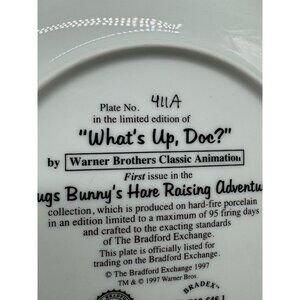 Plate No. 411A
in the limited edition of
"What's Up, Doc?"
by Warner Brothers Classic Animation
First issue in the
ugs Bunny's Hare Raising Adventu
collection, which is produced on hard-fire porcelain
in an edition limited to a maximum of 95 firing days
and crafted to the exacting standards
of The Bradford Exchange.
This plate is officially listed for
trading on the Bradford Exchange.
© The Bradford Exchange 1997
TM & © 1997 Warner Bros.
BRADEX